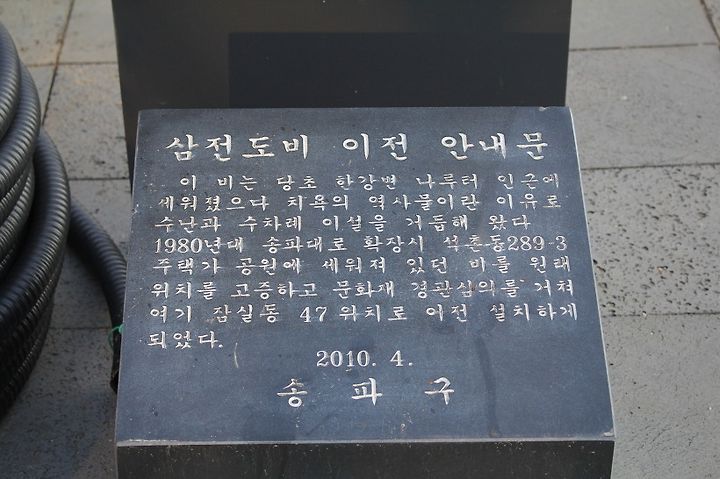 삼전도비 이전 안내문
이 비는 당초 한강변 나루터 인근에
세워졌으나 치욕의 역사물이란 이유로
수난과 수차례 이설을 거듭해 왔다
1980년대 송파대로 확장시 석촌동289-3
주택가 공원에 세워져 있던 비를 원래
위치를 고증하고 문화재 경관심의를 거쳐
여기 잠실동 47위치로 이전 설치하게
되었다.
2010. 4.
송 파 구